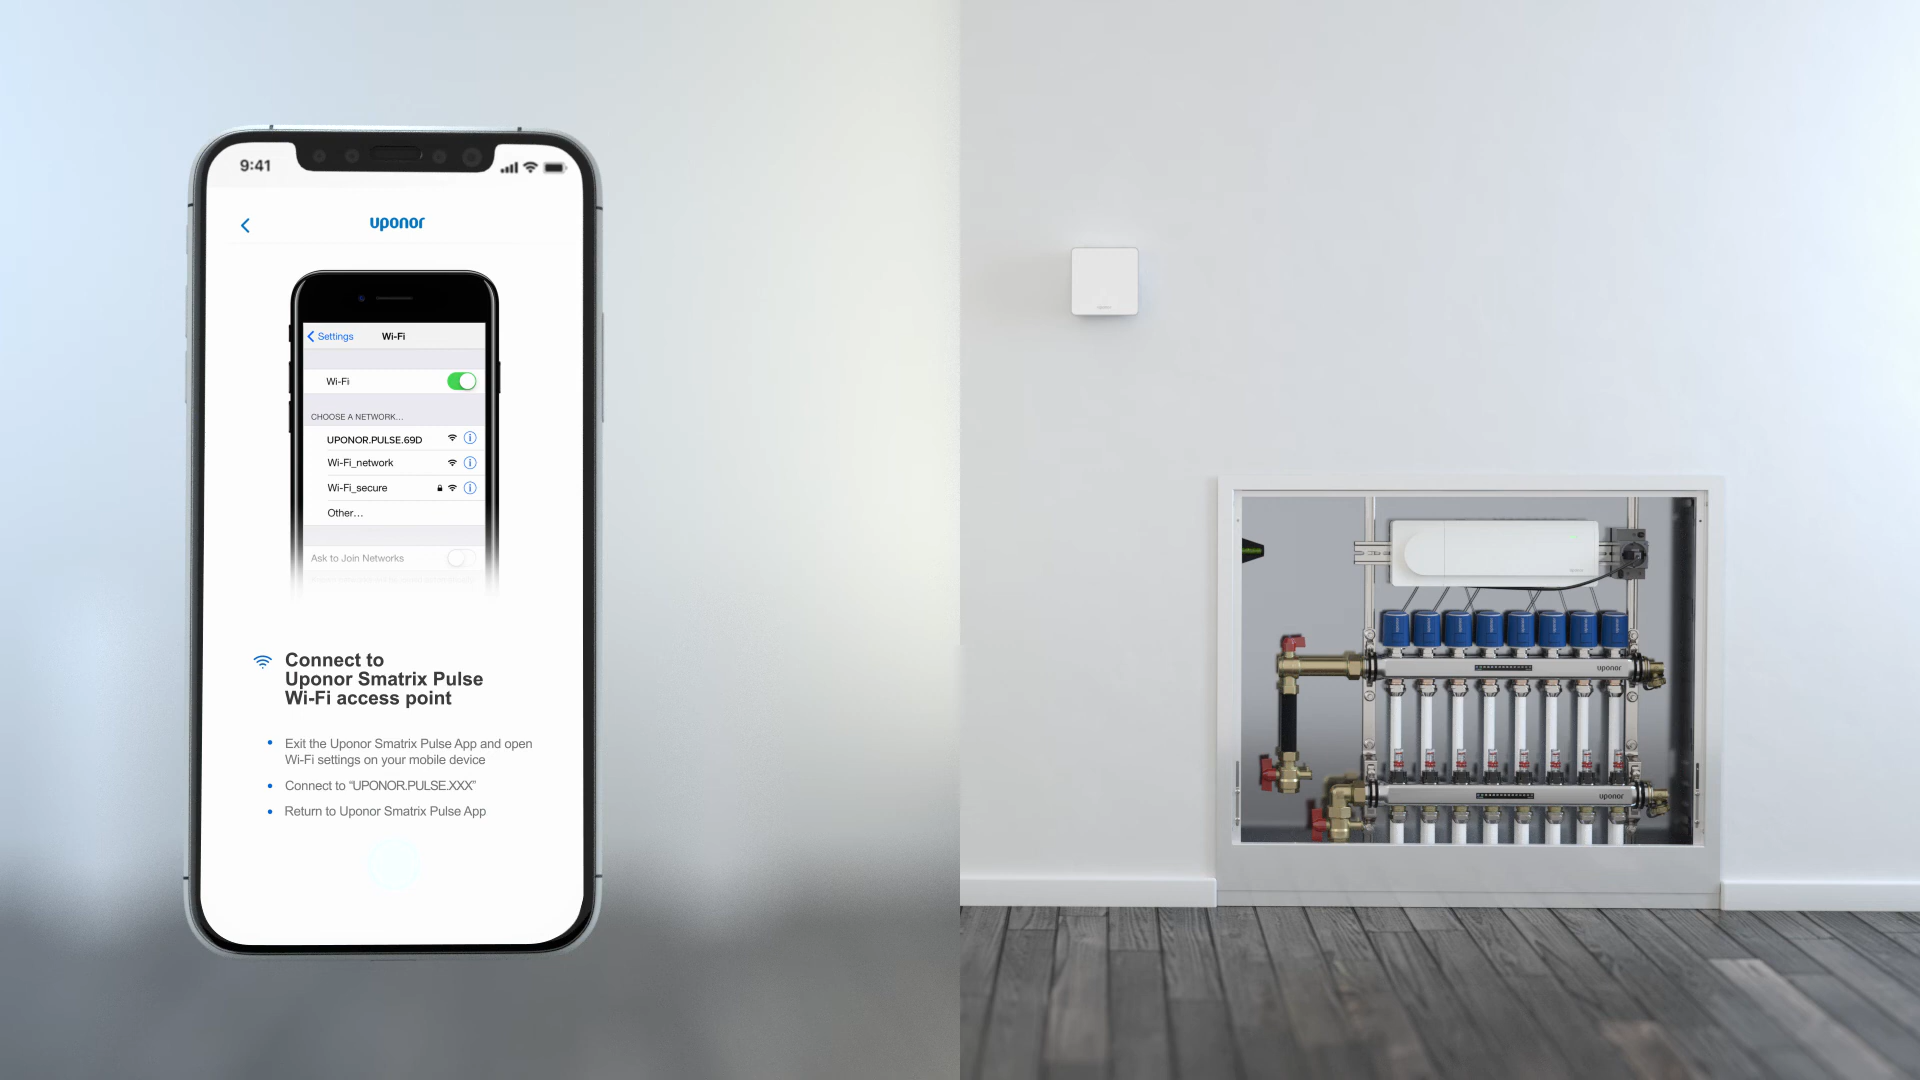 9:41
uponor
Settings Wi-Fi
Wi-Fi
CHOOSE A NETWORK...
UPONOR.PULSE.69D
Wi-Fi_network
Wi-Fi_secure
Other...
Ask to Join Networks
Connect to
Uponor Smatrix Pulse
Wi-Fi access point
Exit the Uponor Smatrix Pulse App and open
Wi-Fi settings on your mobile device
Connect to “UPONOR.PULSE.XXX”
Return to Uponor Smatrix Pulse App
uponor
uponor